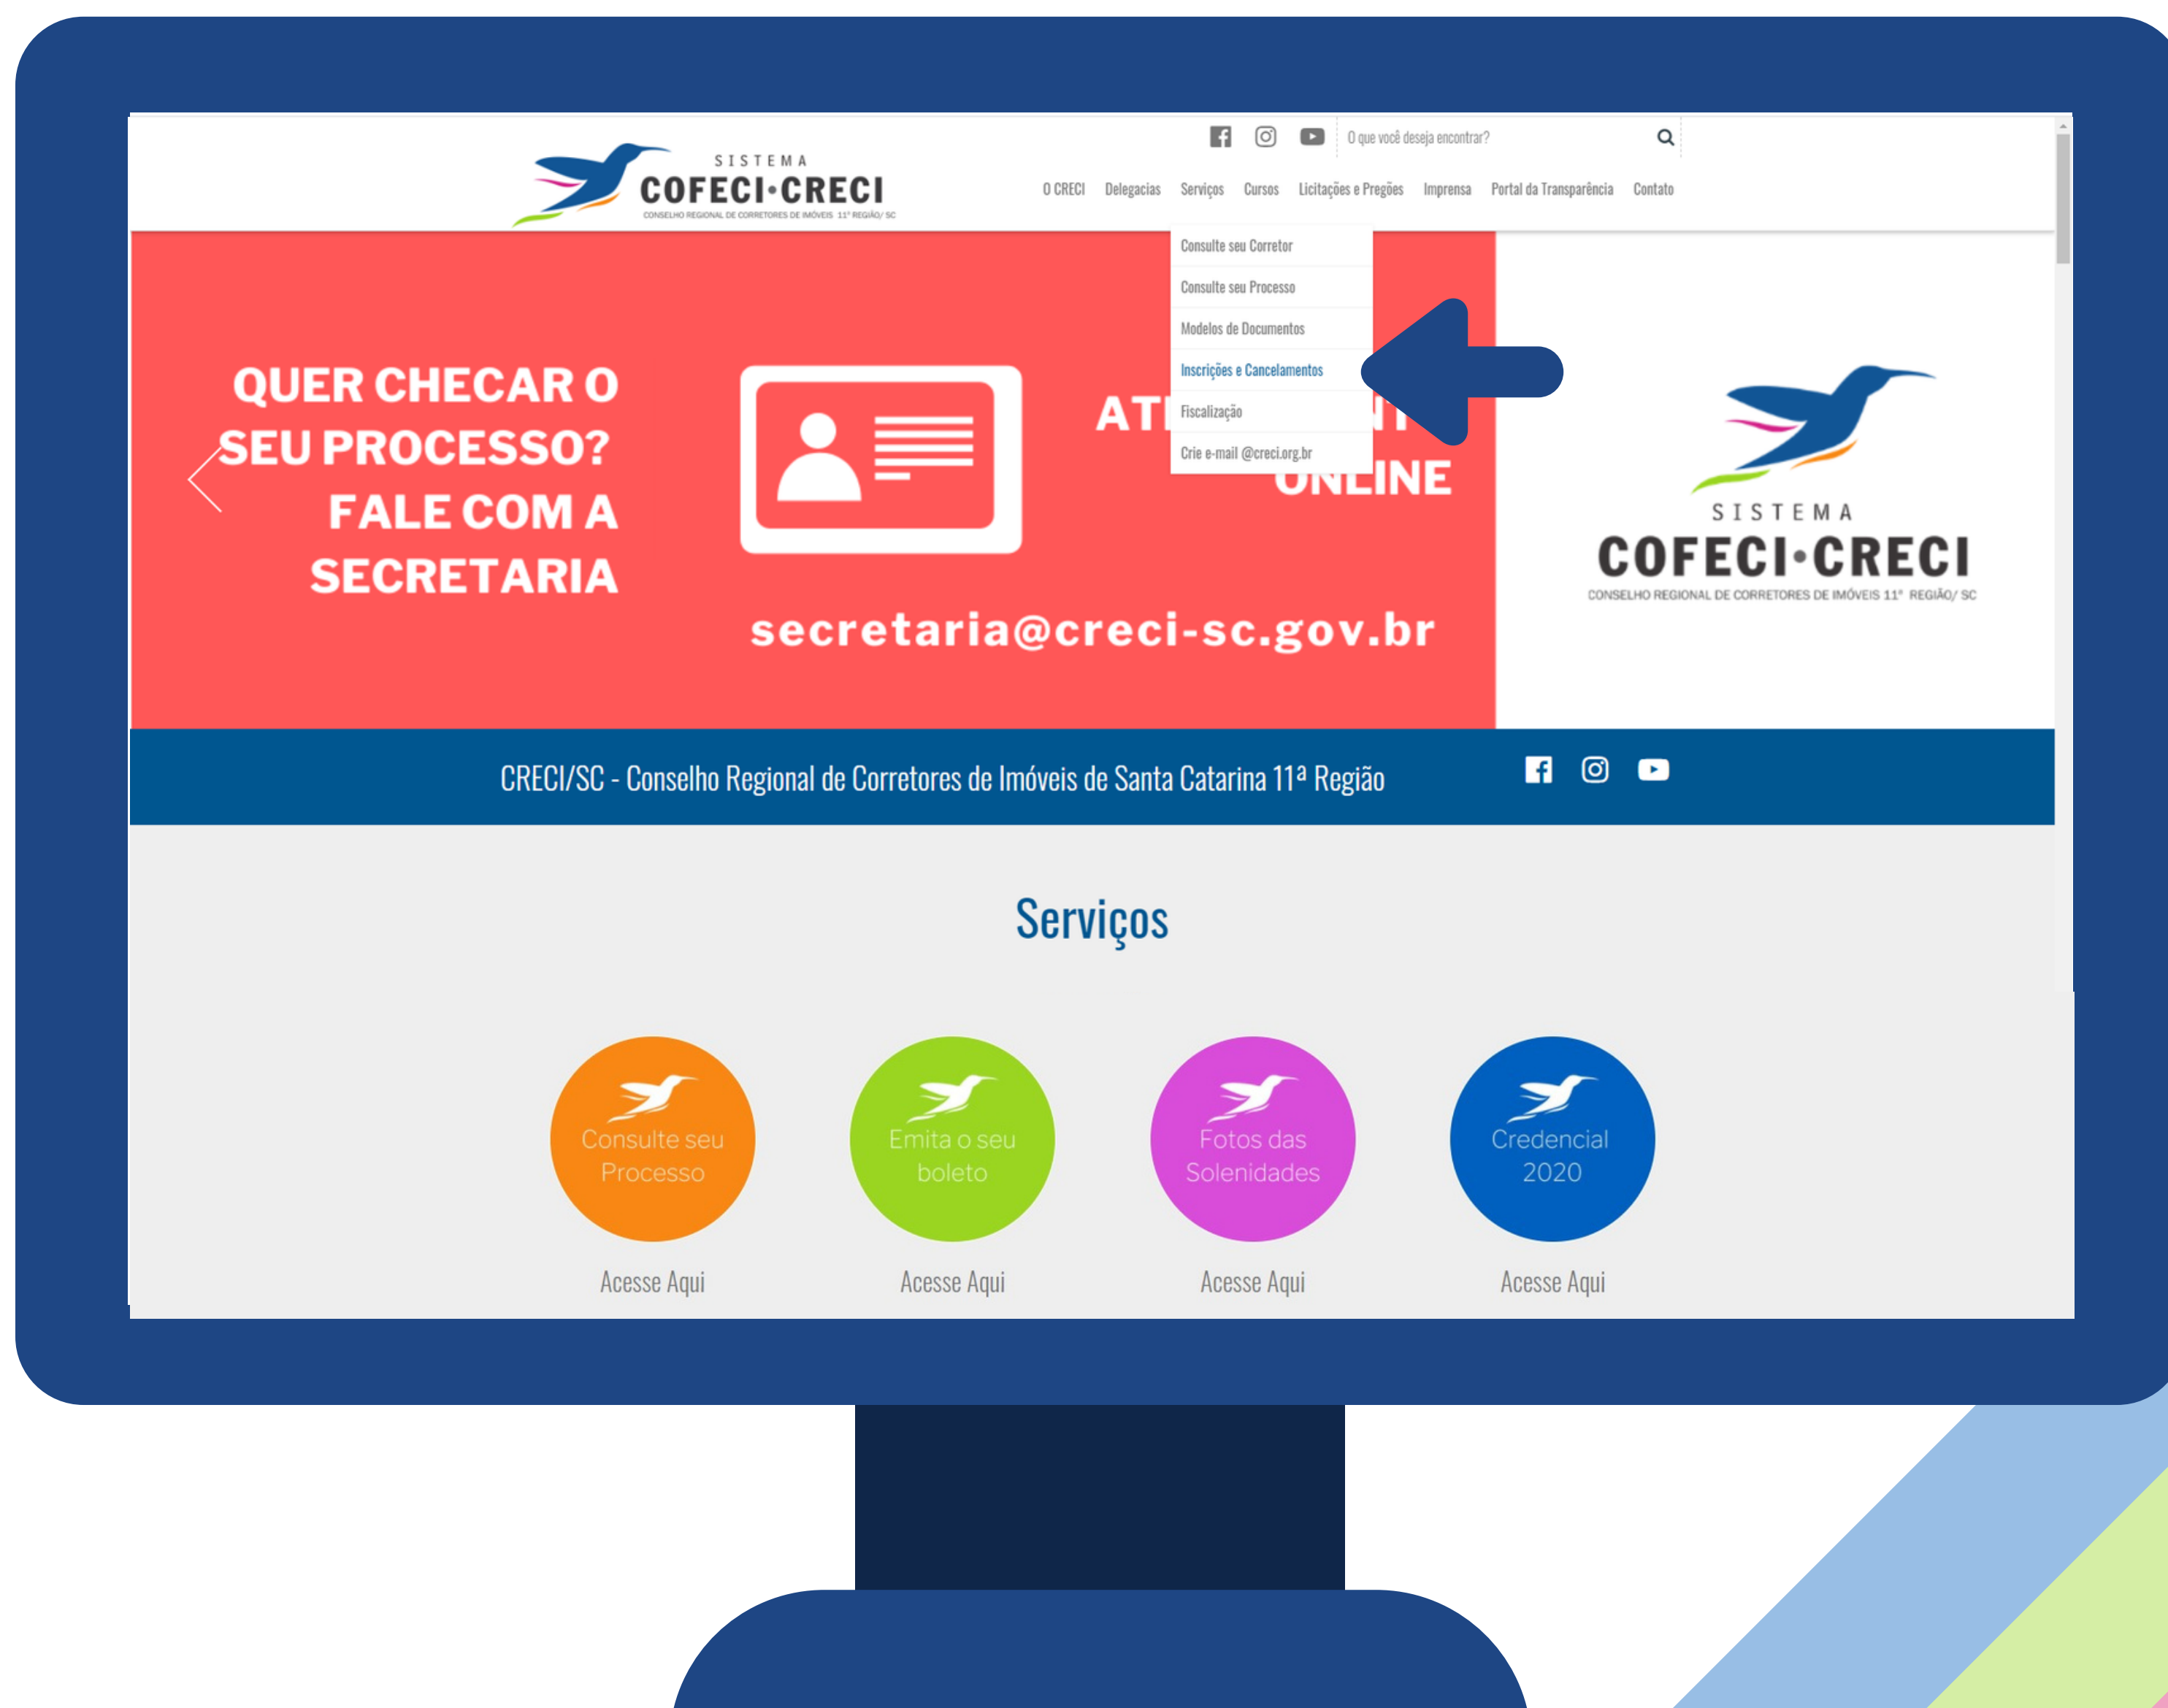 SISTEMA
COFECI•CRECI
CONSELHO REGIONAL DE CORRETORES DE IMÓVEIS 11ª REGIÃO/ SC
O que você deseja encontrar?
O CRECI Delegacias Serviços Cursos Licitações e Pregões Imprensa Portal da Transparência Contato
Consulte seu Corretor
Consulte seu Processo
Modelos de Documentos
Inscrições e Cancelamentos
Fiscalização
Crie e-mail @creci.org.br
QUER CHECAR O
SEU PROCESSO?
FALE COM A
SECRETARIA
ONLINE
secretaria@creci-sc.gov.br
SISTEMA
COFECI•CRECI
CONSELHO REGIONAL DE CORRETORES DE IMÓVEIS 11ª REGIÃO/ SC
CRECI/SC - Conselho Regional de Corretores de Imóveis de Santa Catarina 11ª Região
Serviços
Consulte seu
Processo
Emita o seu
boleto
Fotos das
Solenidades
Credencial
2020
Acesse Aqui Acesse Aqui Acesse Aqui Acesse Aqui